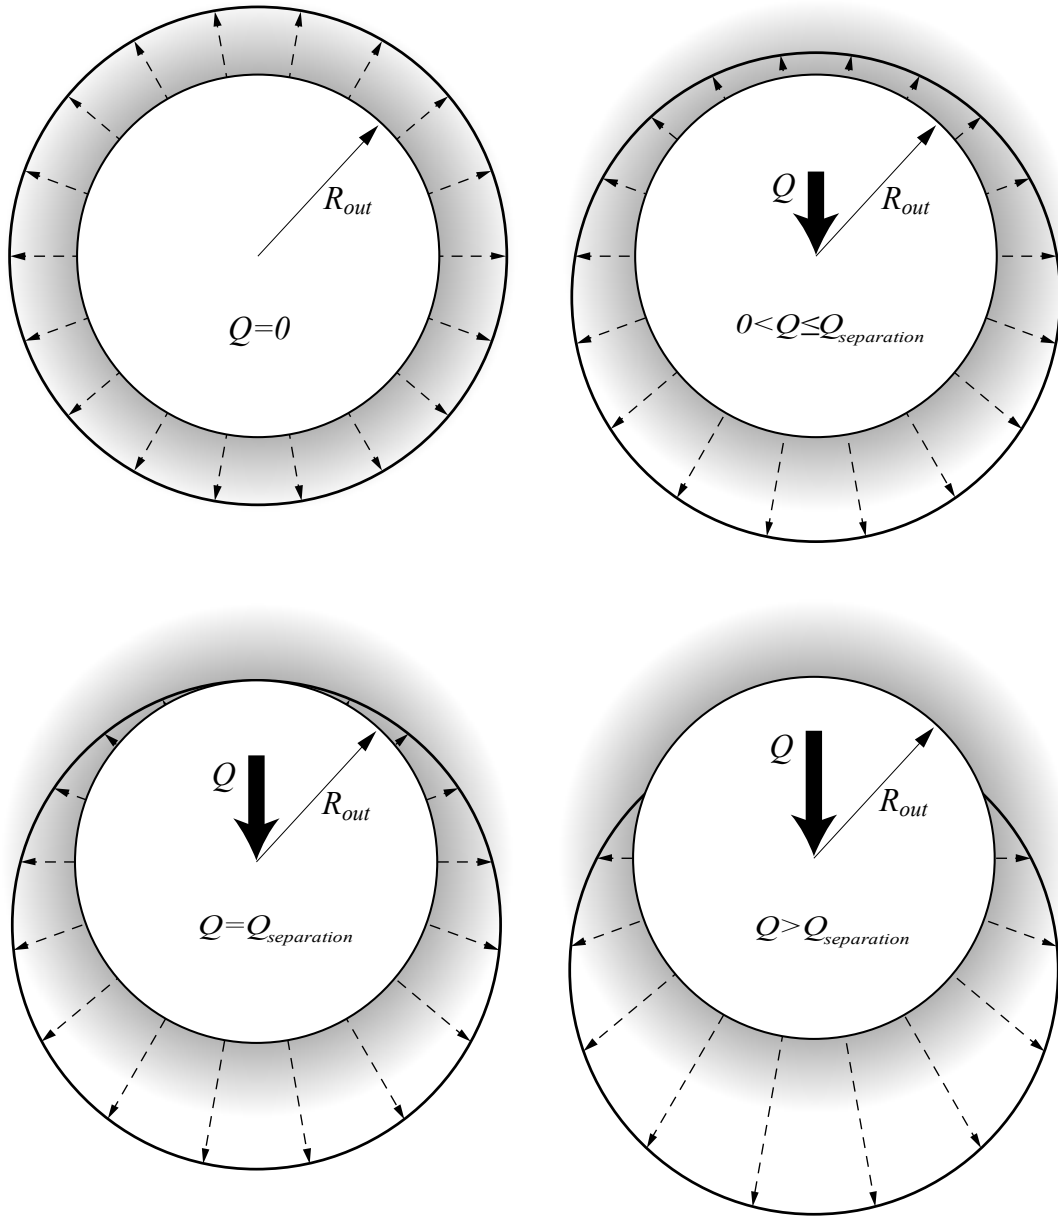 R_out
Q=0
Q
R_out
0<Q≤Q_separation
Q
R_out
Q=Q_separation
Q
R_out
Q>Q_separation